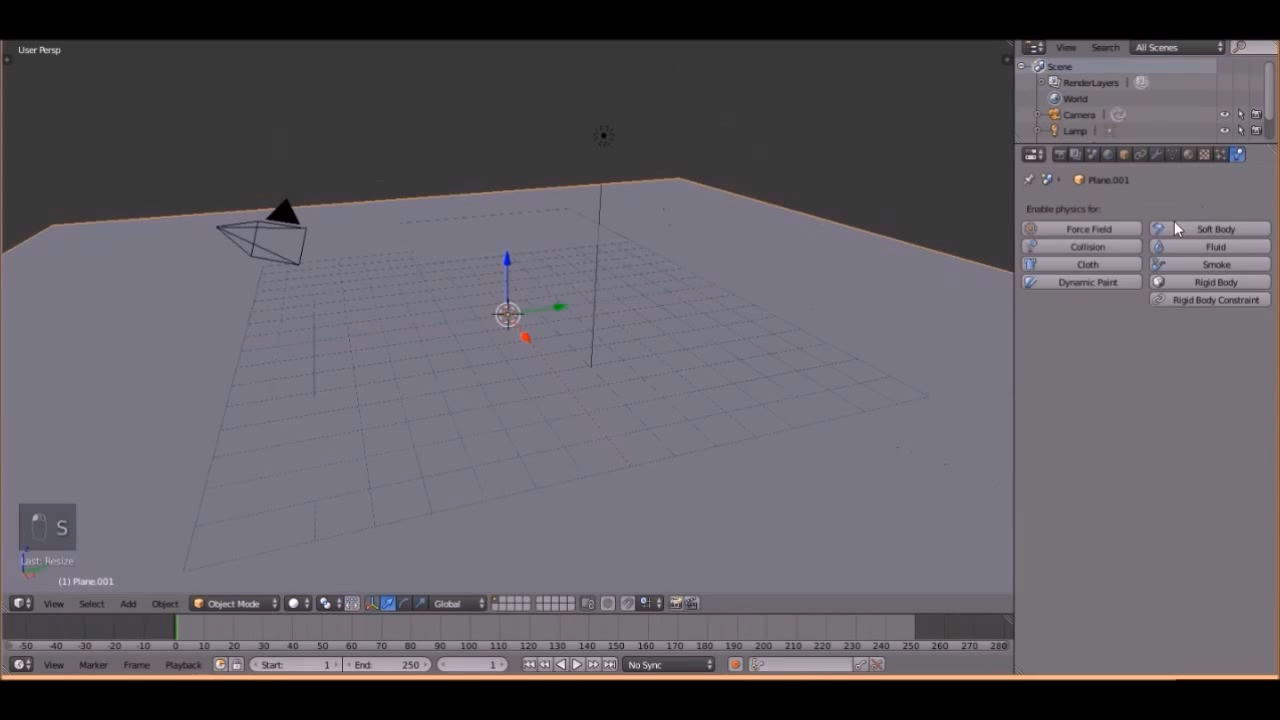 User Persp
View Search All Scenes
Scene
RenderLayers
World
Camera
Lamp
Plane.001
Enable physics for:
Force Field Soft Body
Collision Fluid
Cloth Smoke
Dynamic Paint Rigid Body
Rigid Body Constraint
S
Last: Resize
(1) Plane.001
View Select Add Object Object Mode Global
-50 -40 -30 -20 -10 0 10 20 30 40 50 60 70 80 90 100 110 120 130 140 150 160 170 180 190 200 210 220 230 240 250 260 270 280
View Marker Frame Playback Start: 1 End: 250 1 No Sync